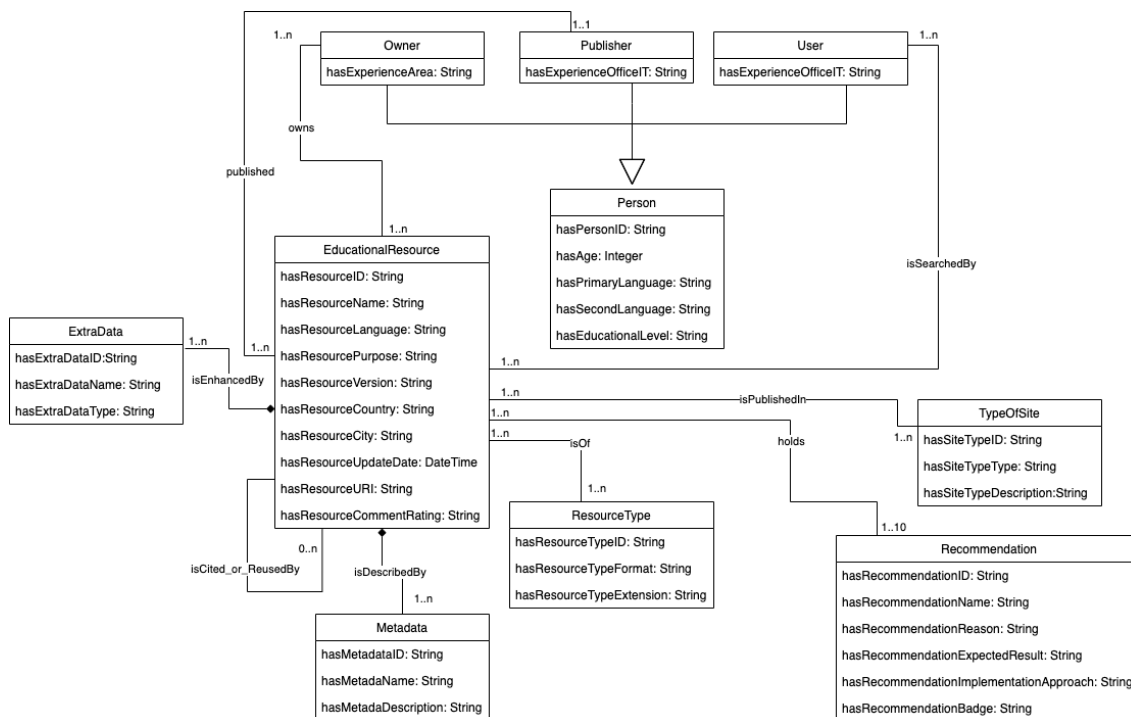 1..n
Owner
hasExperienceArea: String
1..1
Publisher
hasExperienceOfficeIT: String
User
1..n
hasExperienceOfficeIT: String
owns
published
isSearchedBy
Person
hasPersonID: String
hasAge: Integer
hasPrimaryLanguage: String
hasSecondLanguage: String
hasEducationalLevel: String
1..n
EducationalResource
hasResourceID: String
hasResourceName: String
hasResourceLanguage: String
hasResourcePurpose: String
hasResourceVersion: String
hasResourceCountry: String
hasResourceCity: String
hasResourceUpdateDate: DateTime
hasResourceURI: String
hasResourceCommentRating: String
ExtraData
hasExtraDataID:String
hasExtraDataName: String
hasExtraDataType: String
1..n
1..n
isEnhancedBy
1..n
1..n
isPublishedIn
1..n
TypeOfSite
hasSiteTypeID: String
hasSiteTypeType: String
hasSiteTypeDescription:String
1..n
holds
1..10
1..n
isOf
1..n
ResourceType
hasResourceTypeID: String
hasResourceTypeFormat: String
hasResourceTypeExtension: String
Recommendation
hasRecommendationID: String
hasRecommendationName: String
hasRecommendationReason: String
hasRecommendationExpectedResult: String
hasRecommendationImplementationApproach: String
hasRecommendationBadge: String
0..n
isCited_or_ReusedBy
isDescribedBy
1..n
Metadata
hasMetadataID: String
hasMetadaName: String
hasMetadaDescription: String